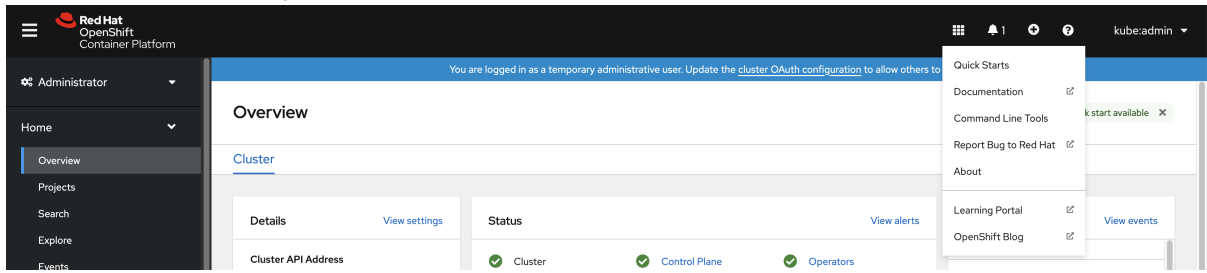 Red Hat
OpenShift
Container Platform
1
kube:admin
Administrator
You are logged in as a temporary administrative user. Update the cluster OAuth configuration to allow others to
Quick Starts
Documentation
Command Line Tools
Report Bug to Red Hat
About
Learning Portal
OpenShift Blog
Home
Overview
Projects
Search
Explore
Events
Overview
start available
Cluster
Details
View settings
Cluster API Address
Status
View alerts
Cluster
Control Plane
Operators
View events